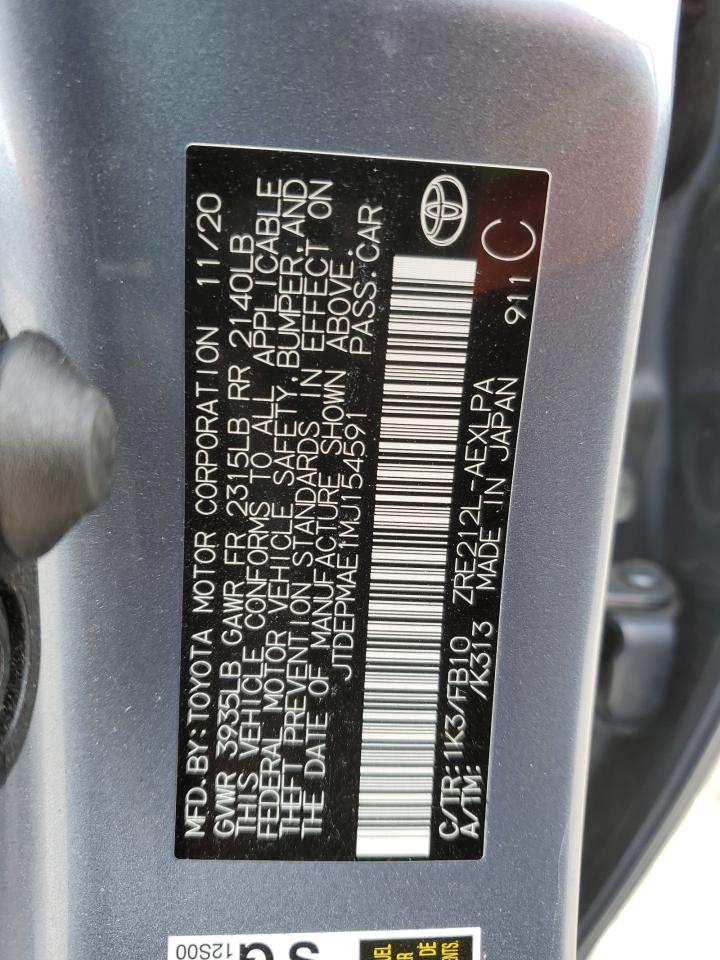 MFD. BY: TOYOTA MOTOR CORPORATION 11/20
GVWR 3935LB GAWR FR 2315LB RR 2140LB
THIS VEHICLE CONFORMS TO ALL APPLICABLE
FEDERAL MOTOR VEHICLE SAFETY, BUMPER, AND
THEFT PREVENTION STANDARDS IN EFFECT ON
THE DATE OF MANUFACTURE SHOWN ABOVE.
JTDEPMAE1MJ154591 PASS. CAR
C/TR: 1K3/FB10 ZRE212L-AEXLPA 911 C
A/TM: /K313 MADE IN JAPAN
12S00
DE